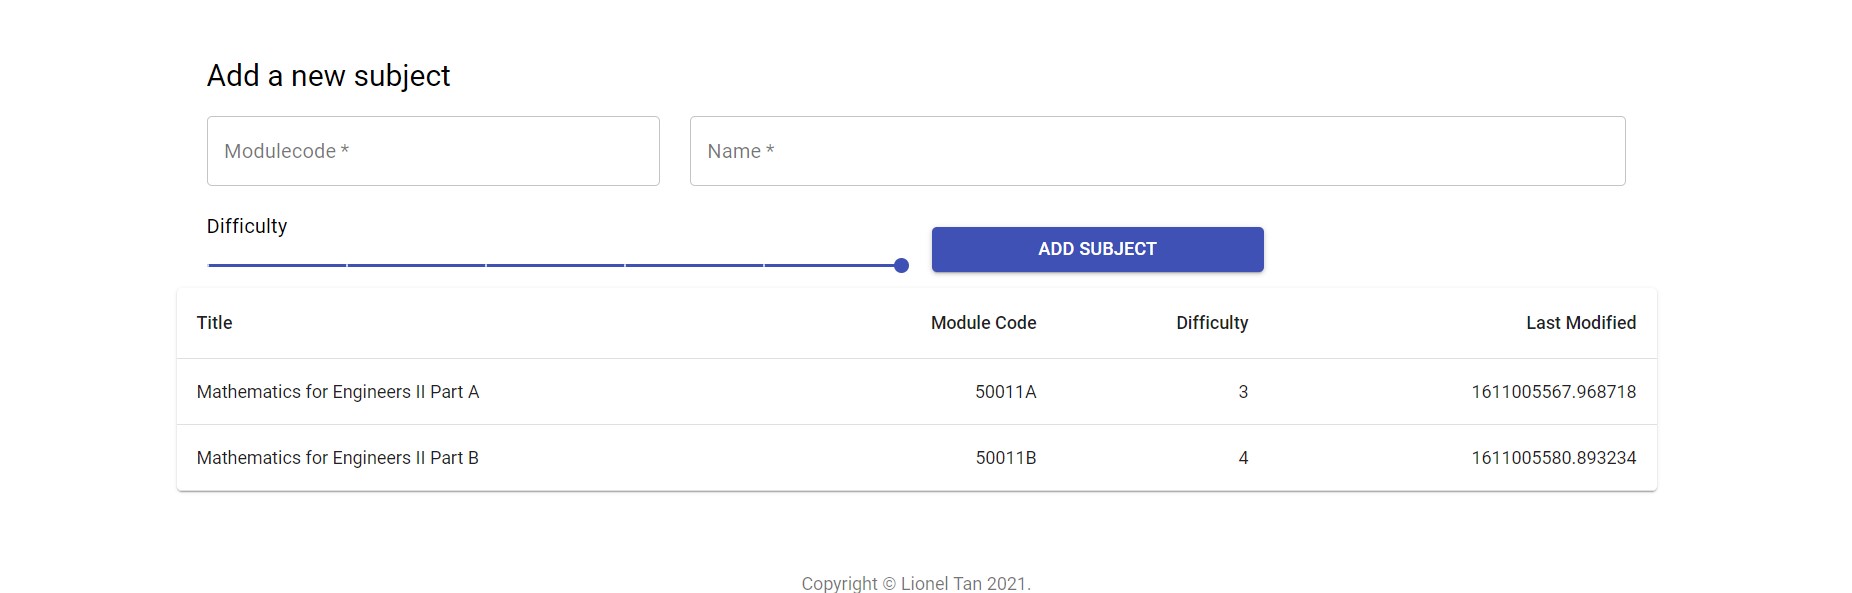 Add a new subject
Modulecode * Name *
Difficulty
ADD SUBJECT
Title Module Code Difficulty Last Modified
Mathematics for Engineers II Part A 50011A 3 1611005567.968718
Mathematics for Engineers II Part B 50011B 4 1611005580.893234
Copyright © Lionel Tan 2021.